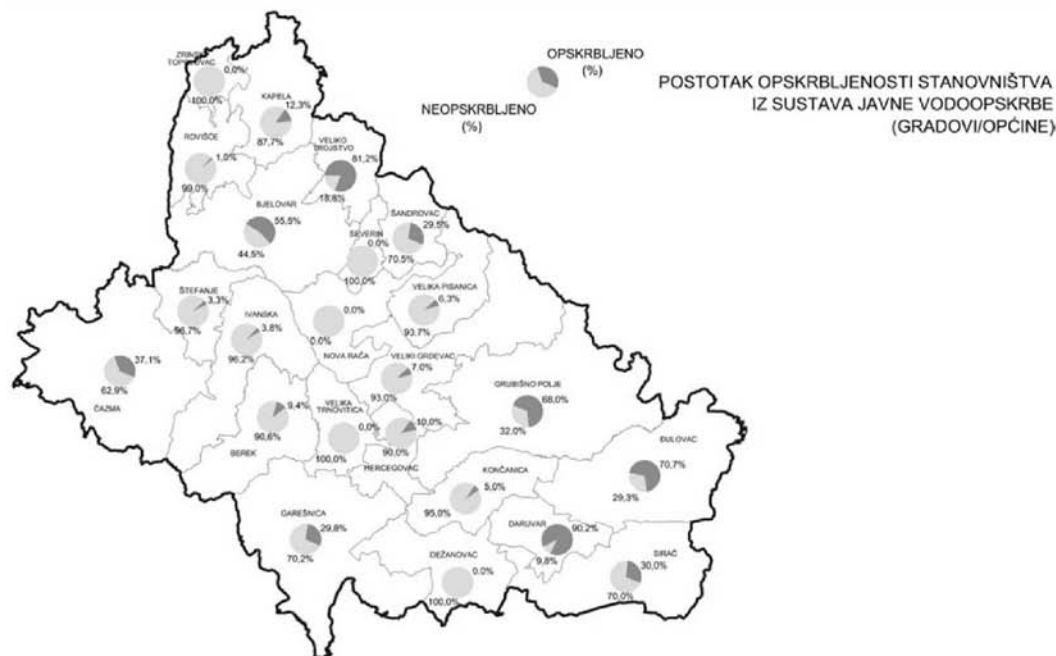 OPSKRBLJENO
(%)
NEOPSKRBLJENO
(%)
POSTOTAK OPSKRBLJENOSTI STANOVNIŠTVA
IZ SUSTAVA JAVNE VODOOPSKRBE
(GRADOVI/OPĆINE)
0,0%
100,0%
KAPELA
12,3%
87,7%
ROVIŠĆE
1,0%
99,0%
VELIKO
TROJSTVO
81,2%
18,8%
BJELOVAR
55,5%
44,5%
ŠANDROVAC
29,5%
70,5%
SEVERIN
0,0%
100,0%
ŠTEFANJE
3,3%
96,7%
IVANSKA
3,8%
96,2%
0,0%
0,0%
NOVA RAČA
VELIKA PISANICA
6,3%
93,7%
ČAZMA
37,1%
62,9%
VELIKI GRĐEVAC
7,0%
93,0%
GRUBIŠNO POLJE
68,0%
32,0%
BEREK
9,4%
90,6%
VELIKA
TRNOVITICA
0,0%
100,0%
10,0%
90,0%
HERCEGOVAC
ĐULOVAC
70,7%
29,3%
KONČANICA
5,0%
95,0%
GAREŠNICA
29,8%
70,2%
DARUVAR
90,2%
9,8%
DEŽANOVAC
0,0%
100,0%
SIRAČ
30,0%
70,0%